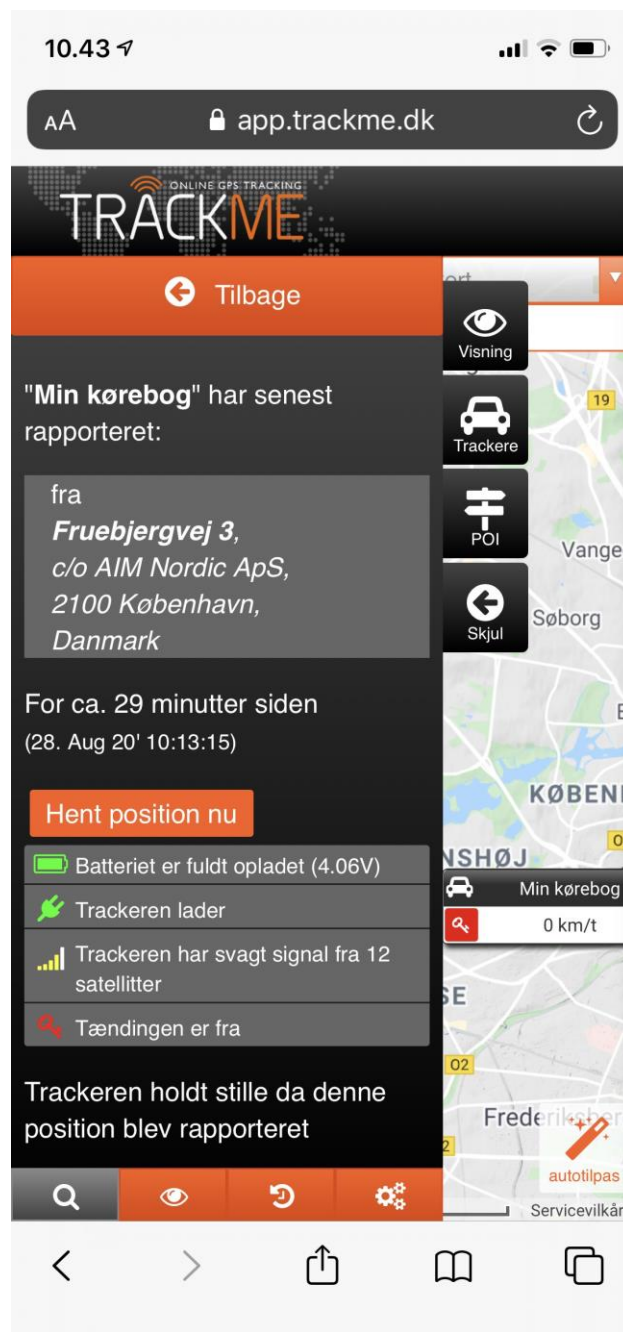 10.43
AA app.trackme.dk
ONLINE GPS TRACKING
TRACKME
Tilbage
Visning
Trackere
POI
Skjul
"Min kørebog" har senest
rapporteret:
fra
Fruebjergvej 3,
c/o AIM Nordic ApS,
2100 København,
Danmark
For ca. 29 minutter siden
(28. Aug 20' 10:13:15)
Hent position nu
Batteriet er fuldt opladet (4.06V)
Trackeren lader
Trackeren har svagt signal fra 12
satellitter
Tændingen er fra
Trackeren holdt stille da denne
position blev rapporteret
19
Vange
Søborg
KØBEN
NSHØJ
Min kørebog
0 km/t
SE
02
Frederiksber
2
autotilpas
Servicevilkår